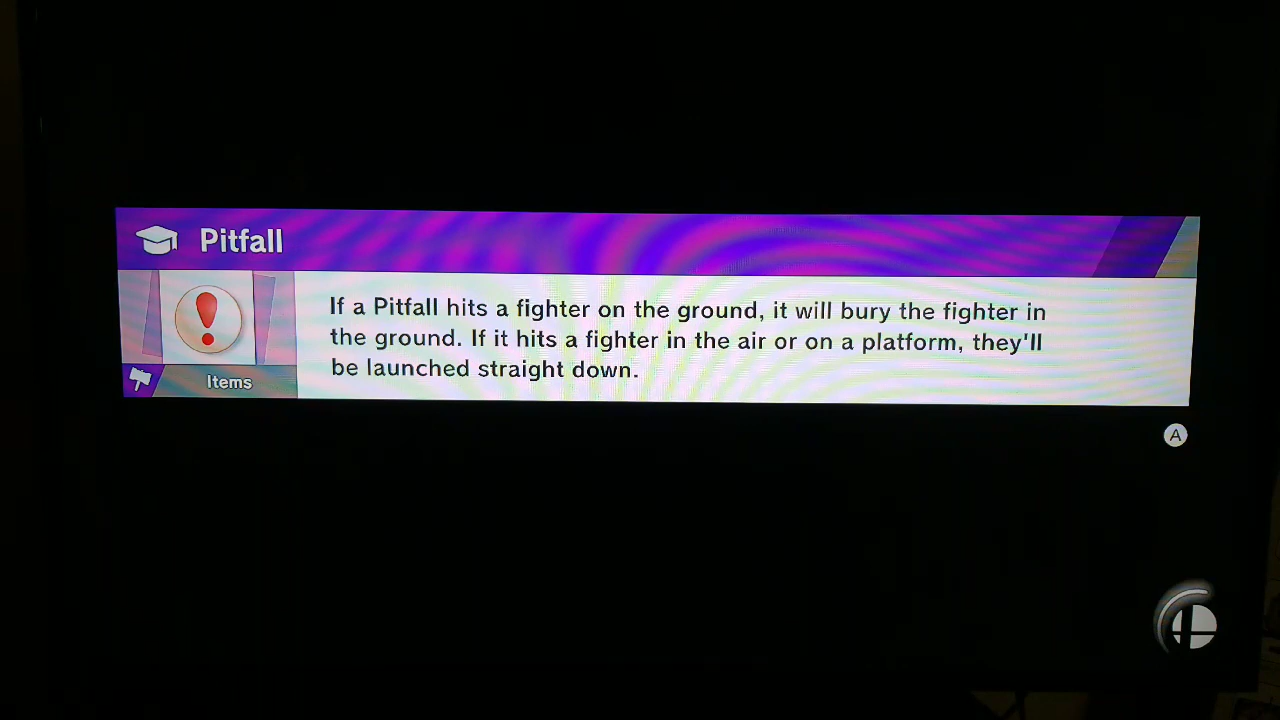 Pitfall
If a Pitfall hits a fighter on the ground, it will bury the fighter in
the ground. If it hits a fighter in the air or on a platform, they'll
be launched straight down.
Items
A